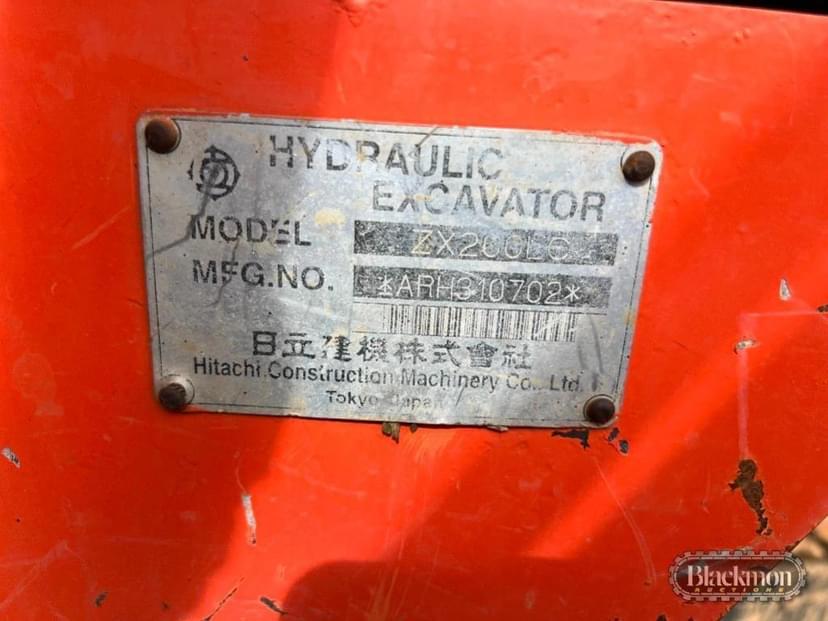 HYDRAULIC
EXCAVATOR
MODEL ZX200LC
MFG.NO. *ARH310702*
日立建機株式會社
Hitachi Construction Machinery Co., Ltd.
Tokyo Japan
Blackmon
AUCTIONS